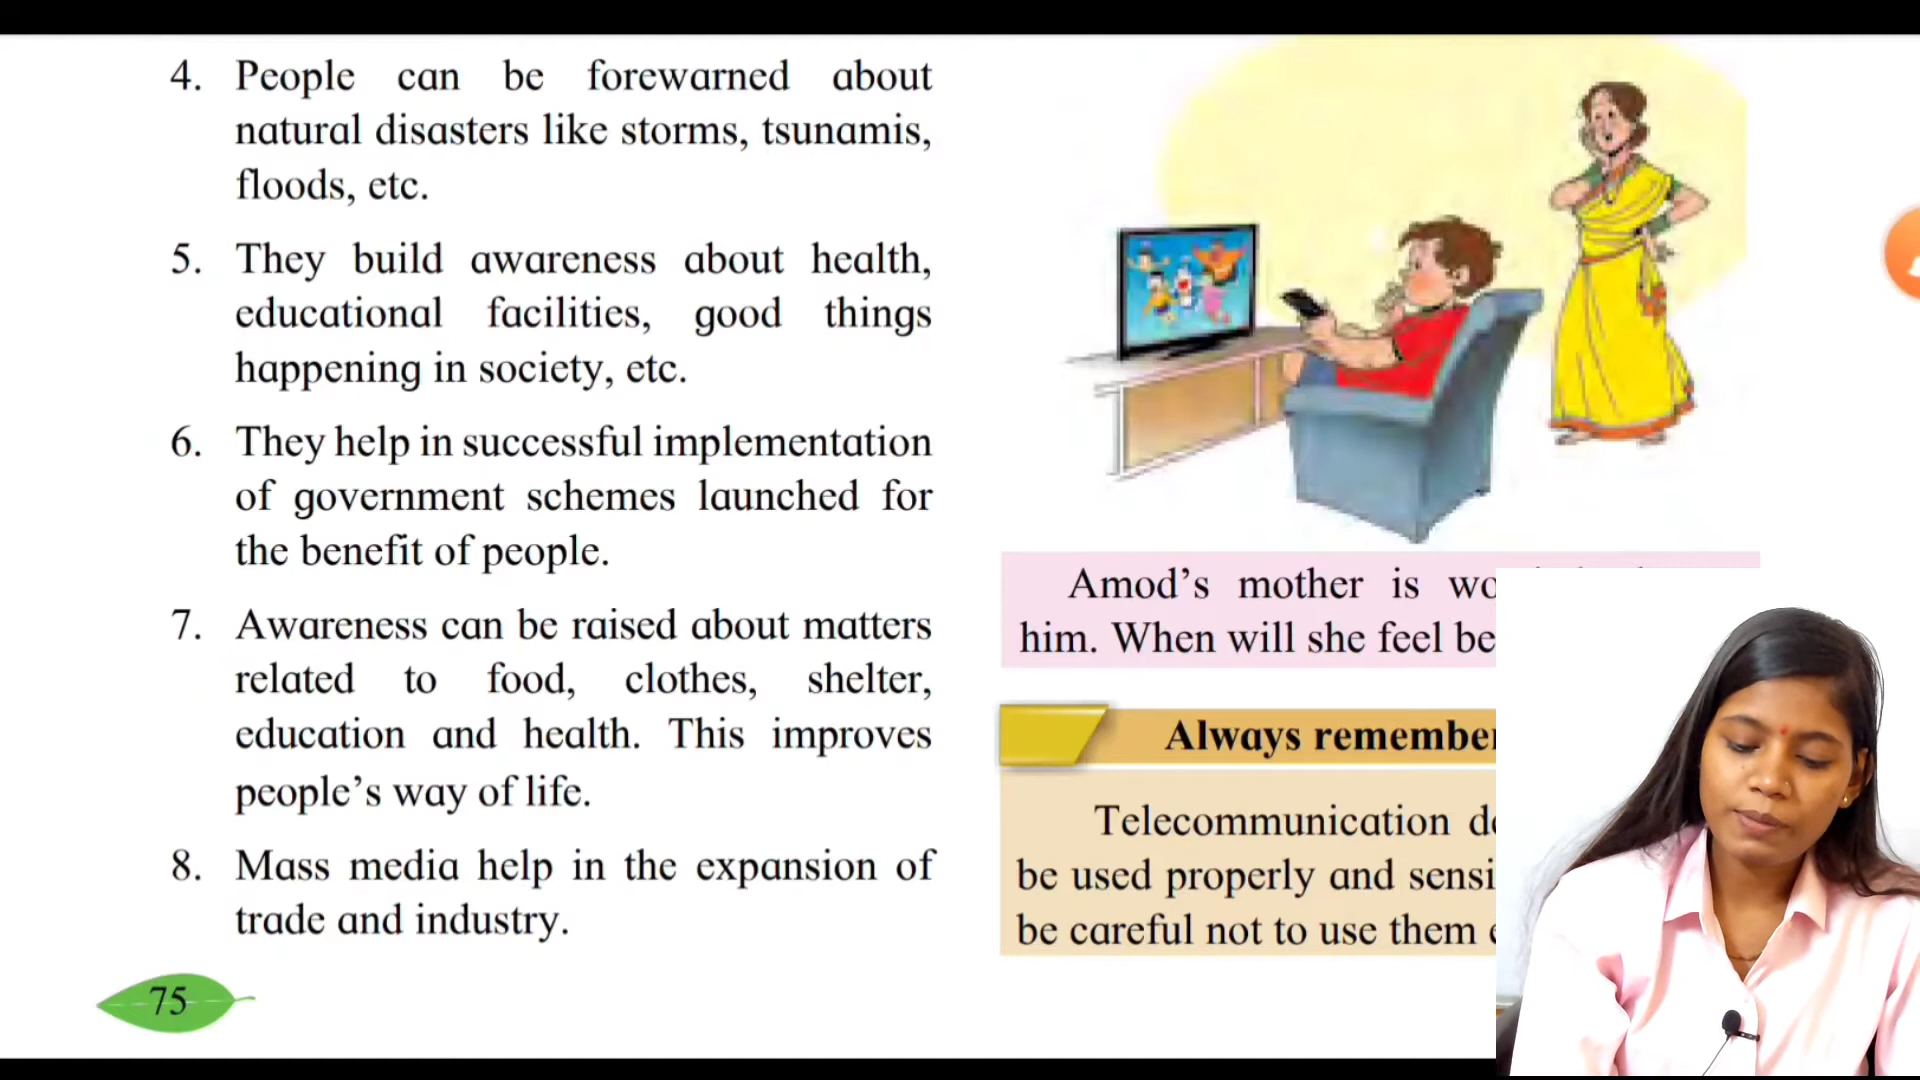 4. People can be forewarned about
natural disasters like storms, tsunamis,
floods, etc.
5. They build awareness about health,
educational facilities, good things
happening in society, etc.
6. They help in successful implementation
of government schemes launched for
the benefit of people.
7. Awareness can be raised about matters
related to food, clothes, shelter,
education and health. This improves
people’s way of life.
8. Mass media help in the expansion of
trade and industry.
75
Amod’s mother is
him. When will she feel
Always
Telecommunication
be used properly and
be careful not to use them